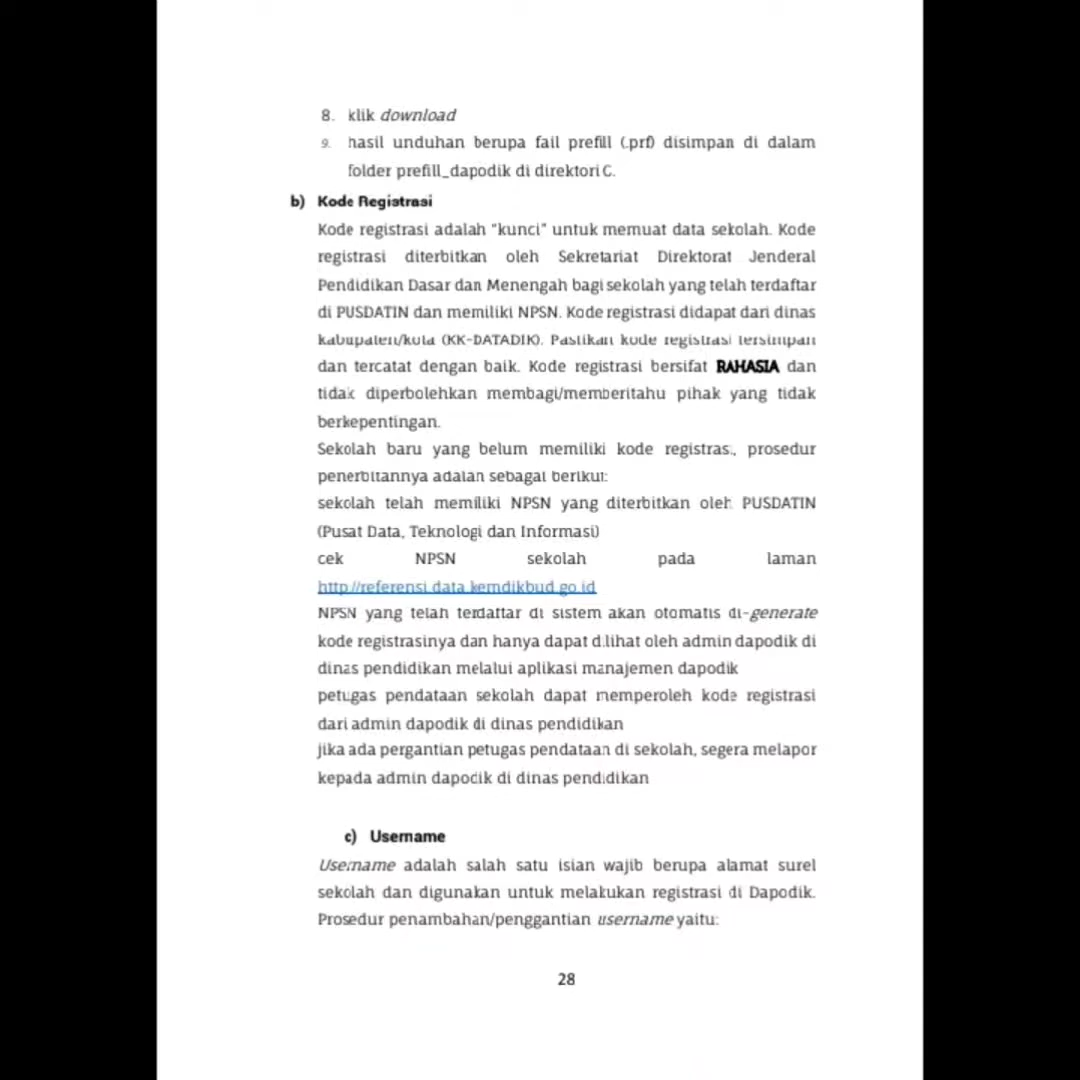 8. klik download
9. hasil unduhan berupa fail prefill (.prf) disimpan di dalam
folder prefill_dapodik di direktori C.
b) Kode Registrasi
Kode registrasi adalah "kunci" untuk memuat data sekolah. Kode
registrasi diterbitkan oleh Sekretariat Direktorat Jenderal
Pendidikan Dasar dan Menengah bagi sekolah yang telah terdaftar
di PUSDATIN dan memiliki NPSN. Kode registrasi didapat dari dinas
kabupaten/kota (KK-DATADIK). Pastikan kode registrasi tersimpan
dan tercatat dengan baik. Kode registrasi bersifat RAHASIA dan
tidak diperbolehkan membagi/memberitahu pihak yang tidak
berkepentingan.
Sekolah baru yang belum memiliki kode registrasi, prosedur
penerbitannya adalah sebagai berikut:
sekolah telah memiliki NPSN yang diterbitkan oleh PUSDATIN
(Pusat Data, Teknologi dan Informasi)
cek NPSN sekolah pada laman
http://referensi.data.kemdikbud.go.id
NPSN yang telah terdaftar di sistem akan otomatis di-generate
kode registrasinya dan hanya dapat dilihat oleh admin dapodik di
dinas pendidikan melalui aplikasi manajemen dapodik
petugas pendataan sekolah dapat memperoleh kode registrasi
dari admin dapodik di dinas pendidikan
jika ada pergantian petugas pendataan di sekolah, segera melapor
kepada admin dapodik di dinas pendidikan
c) Username
Username adalah salah satu isian wajib berupa alamat surel
sekolah dan digunakan untuk melakukan registrasi di Dapodik.
Prosedur penambahan/penggantian username yaitu:
28